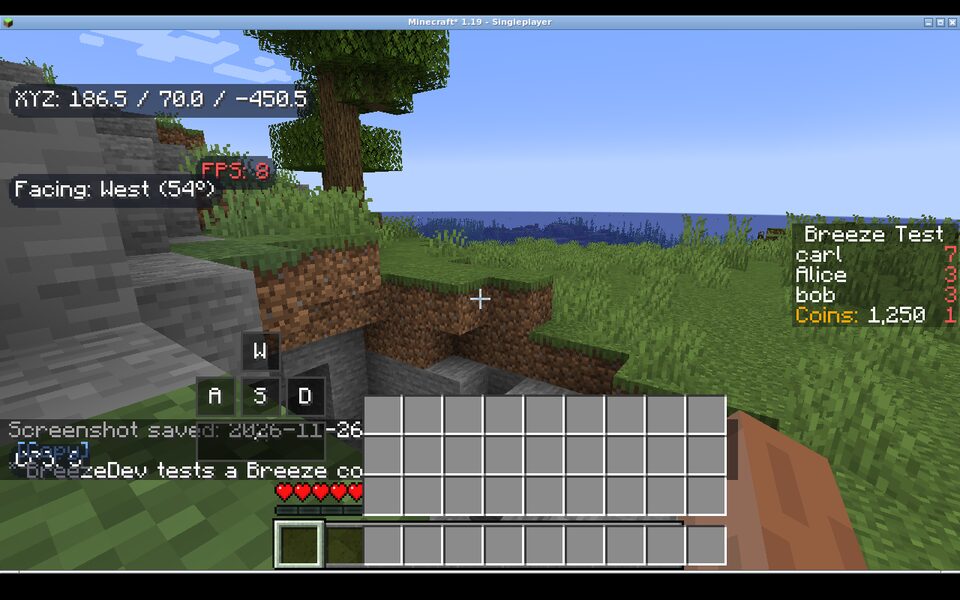 Minecraft* 1.19 - Singleplayer
XYZ: 186.5 / 70.0 / -450.5
FPS: 8
Facing: West (54°)
Breeze Test
carl 7
Alice 3
bob 3
Coins: 1,250 1
W
A S D
Screenshot saved: 2026-11-26
[Copy]
* BreezeDev tests a Breeze co